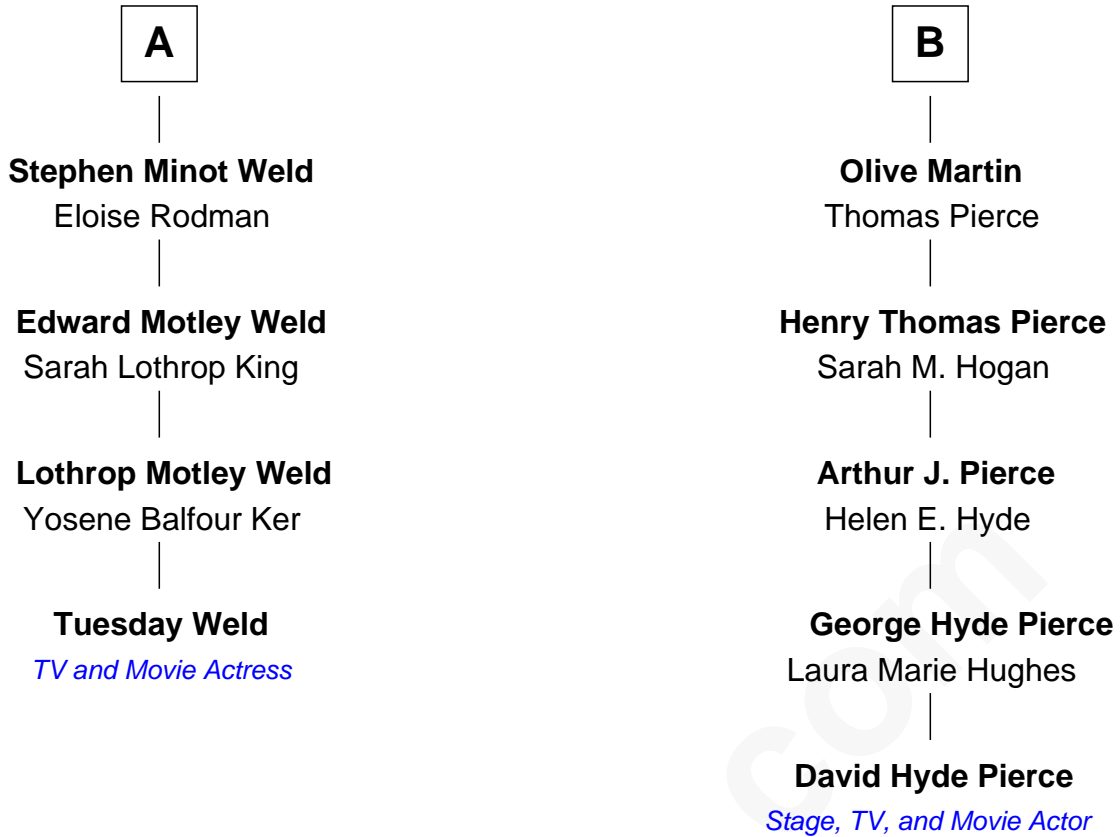 A
Stephen Minot Weld
Eloise Rodman
Edward Motley Weld
Sarah Lothrop King
Lothrop Motley Weld
Yosene Balfour Ker
Tuesday Weld
TV and Movie Actress
B
Olive Martin
Thomas Pierce
Henry Thomas Pierce
Sarah M. Hogan
Arthur J. Pierce
Helen E. Hyde
George Hyde Pierce
Laura Marie Hughes
David Hyde Pierce
Stage, TV, and Movie Actor
com